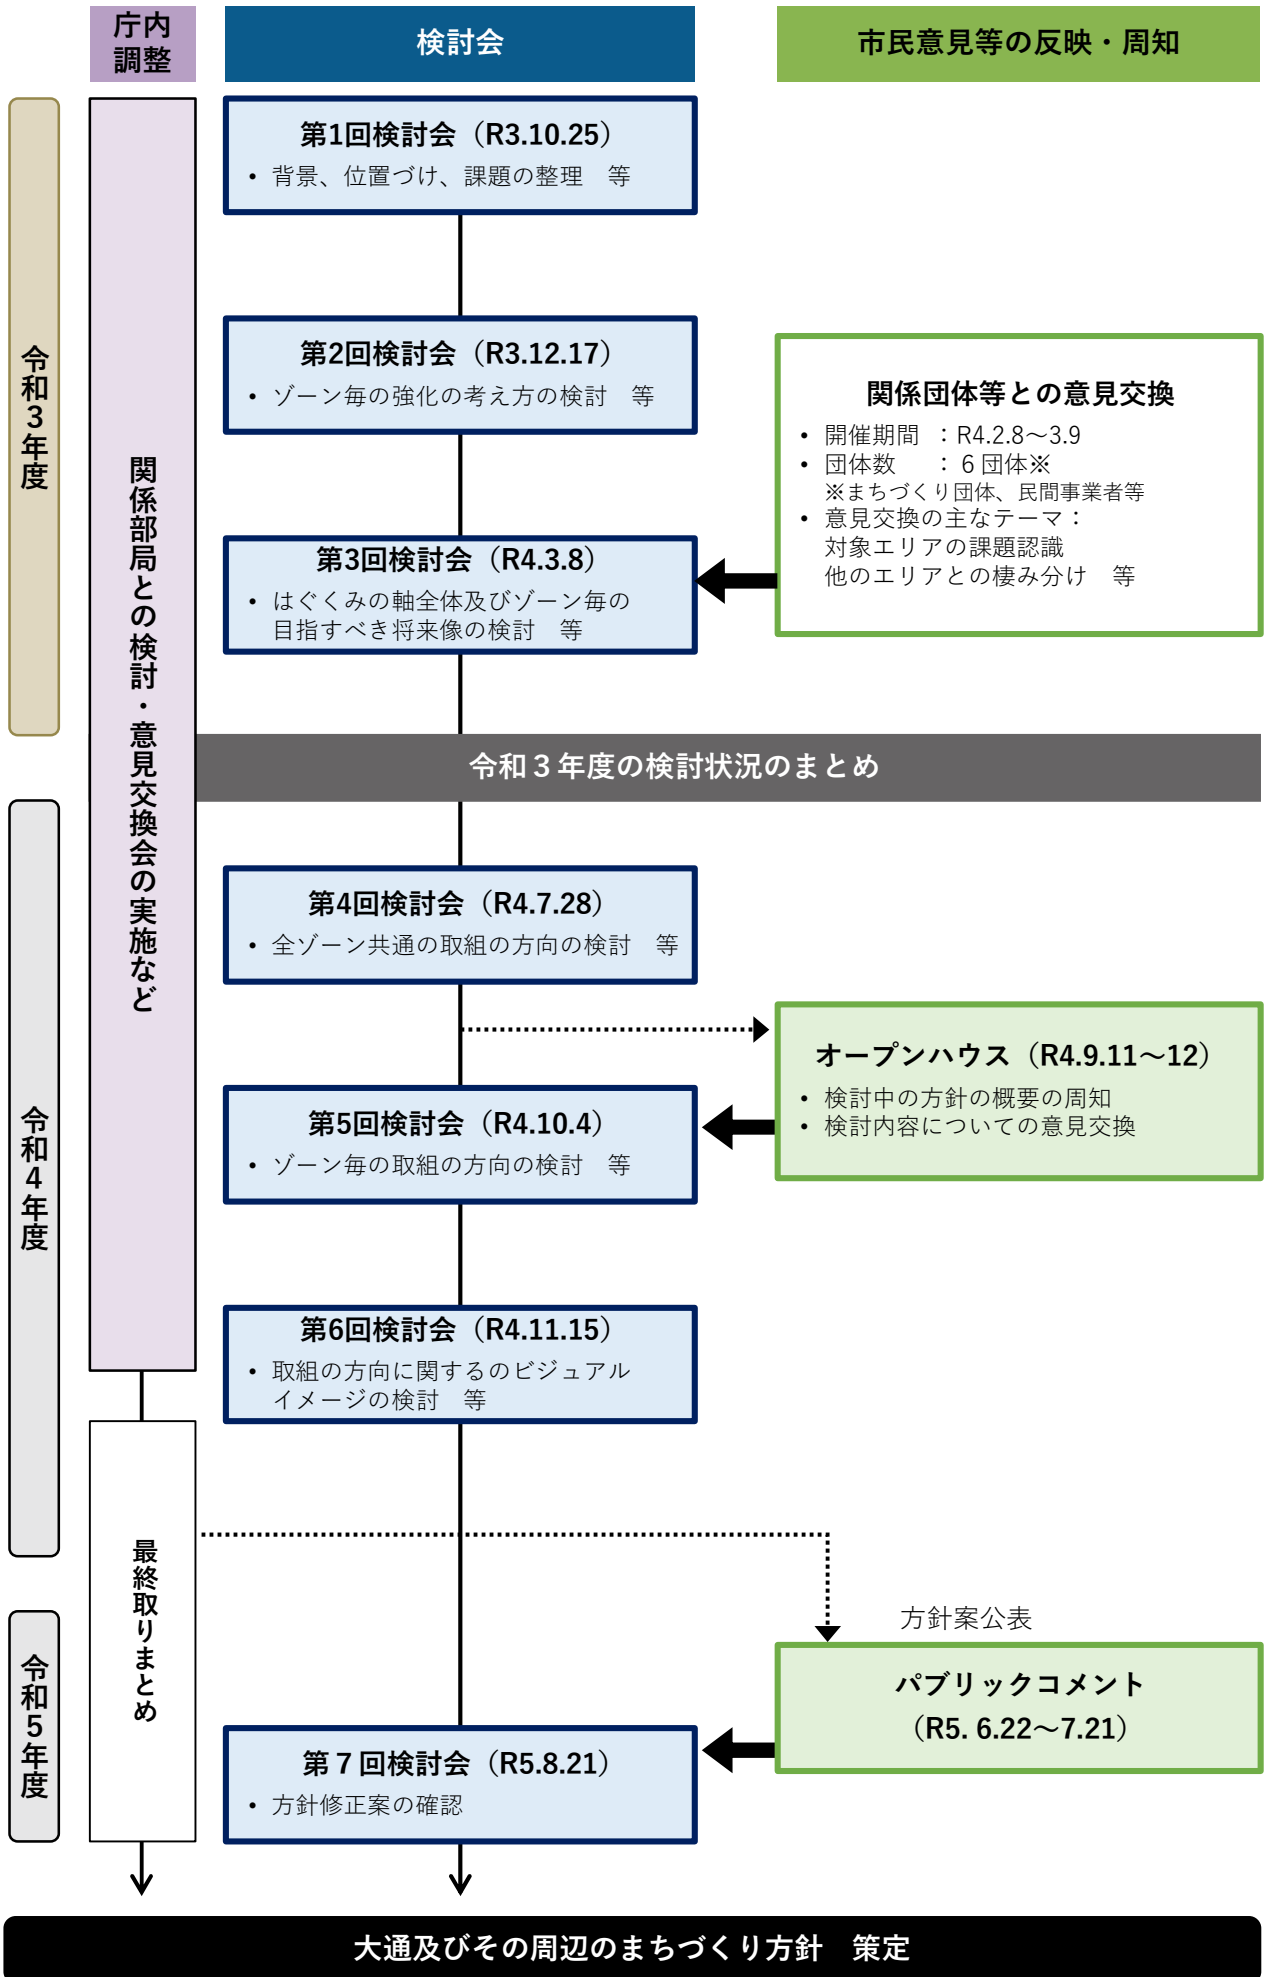 庁内
調整
検討会
市民意見等の反映・周知
令和3年度
関係部局との検討・意見交換会の実施など
第1回検討会（R3.10.25）
• 背景、位置づけ、課題の整理　等
第2回検討会（R3.12.17）
• ゾーン毎の強化の考え方の検討　等
関係団体等との意見交換
• 開催期間 ：R4.2.8～3.9
• 団体数　 ：６団体※
※まちづくり団体、民間事業者等
• 意見交換の主なテーマ：
対象エリアの課題認識
他のエリアとの棲み分け　等
第3回検討会（R4.3.8）
• はぐくみの軸全体及びゾーン毎の
目指すべき将来像の検討　等
令和３年度の検討状況のまとめ
令和4年度
第4回検討会（R4.7.28）
• 全ゾーン共通の取組の方向の検討　等
オープンハウス（R4.9.11～12）
• 検討中の方針の概要の周知
• 検討内容についての意見交換
第5回検討会（R4.10.4）
• ゾーン毎の取組の方向の検討　等
第6回検討会（R4.11.15）
• 取組の方向に関するのビジュアル
イメージの検討　等
最終取りまとめ
令和5年度
方針案公表
パブリックコメント
（R5. 6.22～7.21）
第７回検討会（R5.8.21）
• 方針修正案の確認
大通及びその周辺のまちづくり方針　策定